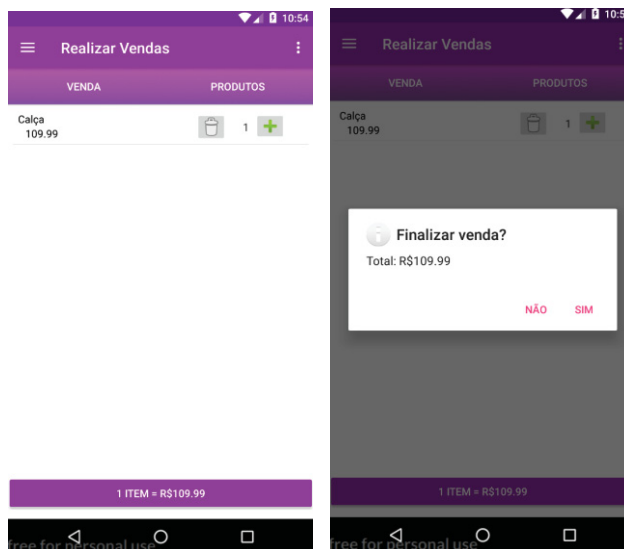 10:54
Realizar Vendas
VENDA PRODUTOS
Calça
109.99
1
1 ITEM = R$109.99
free for personal use
10:5
Realizar Vendas
VENDA PRODUTOS
Calça
109.99
1
Finalizar venda?
Total: R$109.99
NÃO SIM
1 ITEM = R$109.99
free for personal use